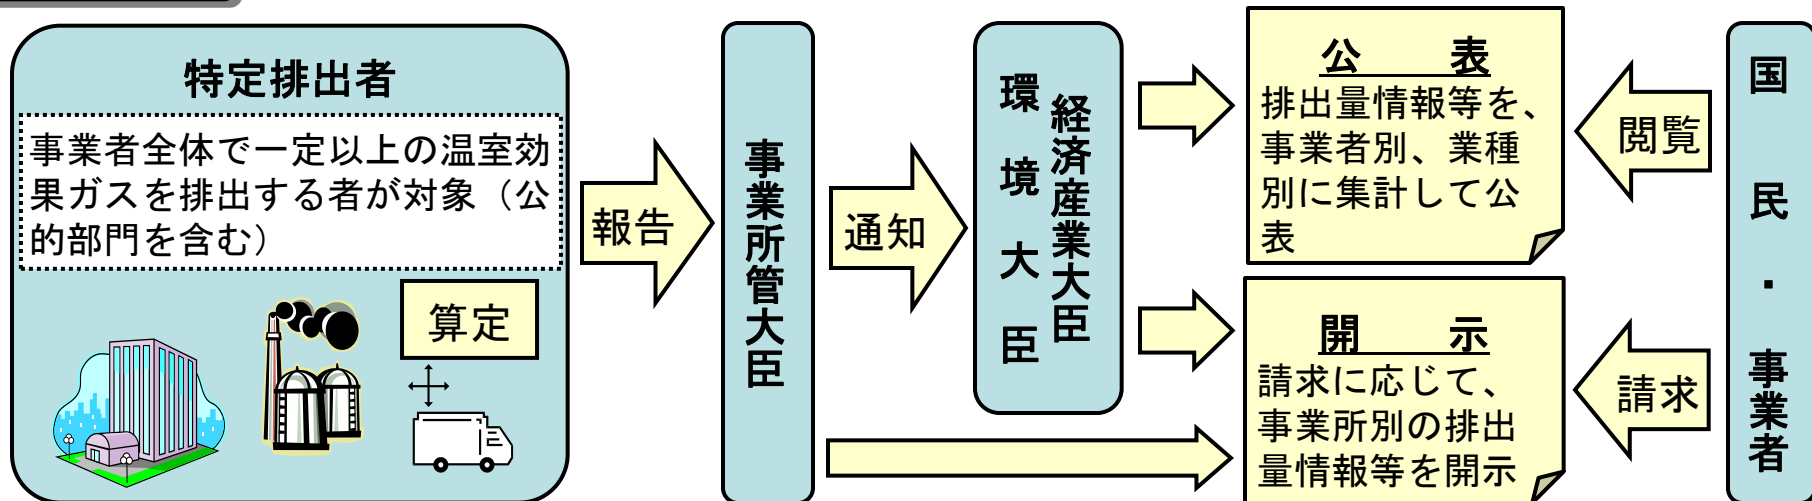 特定排出者
事業者全体で一定以上の温室効
果ガスを排出する者が対象（公
的部門を含む）
算定
報告
事業所管大臣
通知
環境大臣
経済産業大臣
公表
排出量情報等を、
事業者別、業種
別に集計して公
表
開示
請求に応じて、
事業所別の排出
量情報等を開示
閲覧
請求
国民・事業者